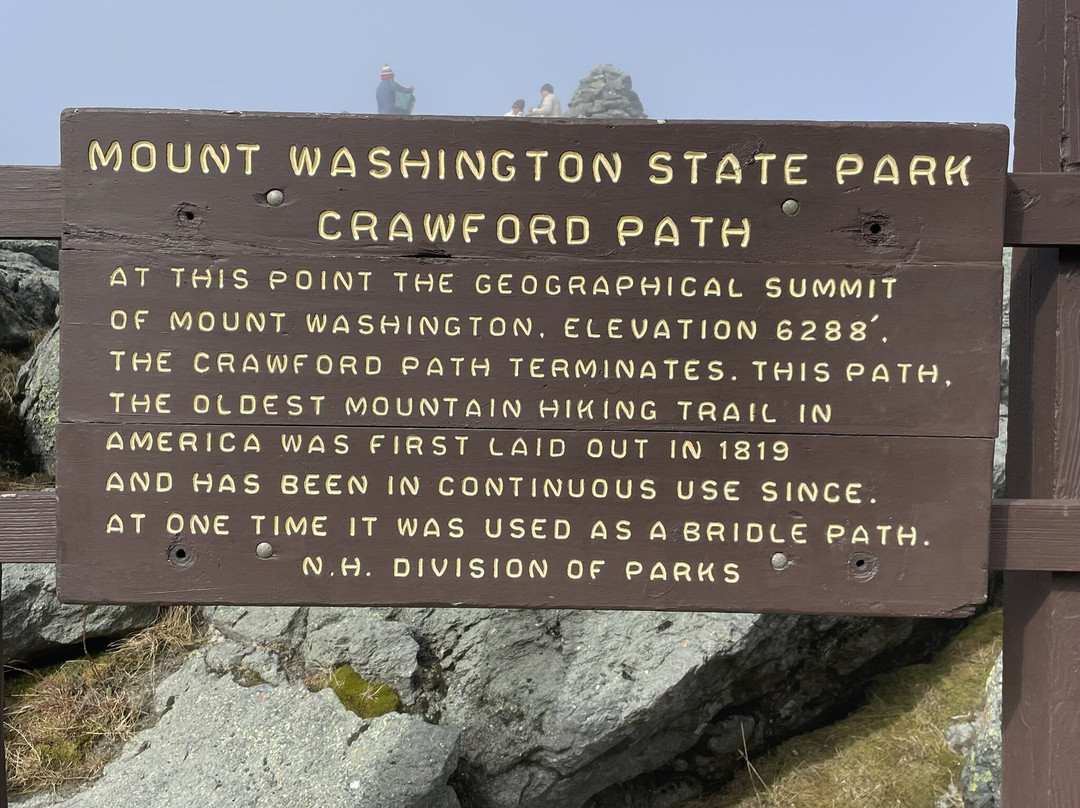 MOUNT WASHINGTON STATE PARK
CRAWFORD PATH
AT THIS POINT THE GEOGRAPHICAL SUMMIT
OF MOUNT WASHINGTON, ELEVATION 6288′,
THE CRAWFORD PATH TERMINATES. THIS PATH,
THE OLDEST MOUNTAIN HIKING TRAIL IN
AMERICA WAS FIRST LAID OUT IN 1819
AND HAS BEEN IN CONTINUOUS USE SINCE.
AT ONE TIME IT WAS USED AS A BRIDLE PATH.
N.H. DIVISION OF PARKS